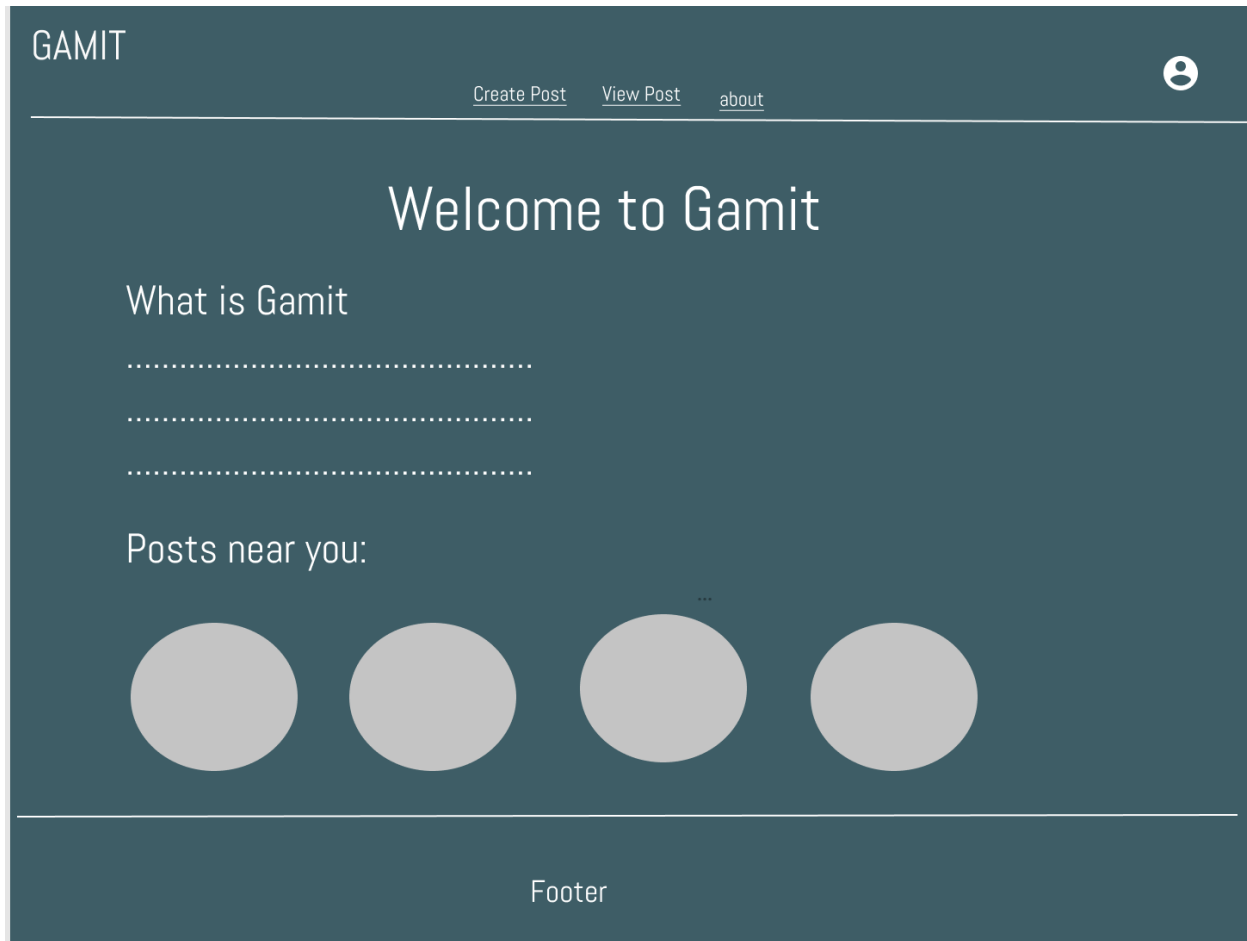 GAMIT
Create Post View Post about
Welcome to Gamit
What is Gamit
..............................................
..............................................
..............................................
Posts near you:
...
Footer